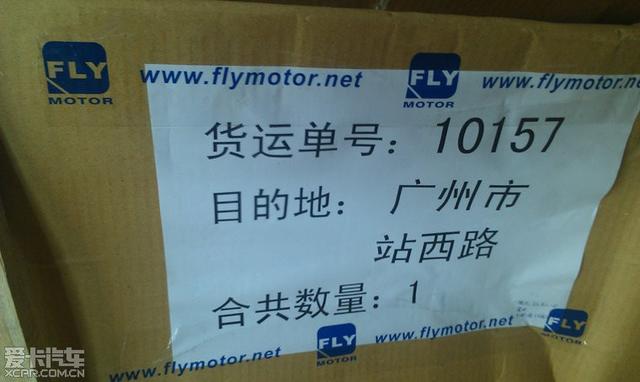 FLY
MOTOR
www.flymotor.net
FLY
MOTOR
www.flymotor.net
货运单号：10157
目的地：广州市
站西路
合共数量：1
www.flymotor.net
FLY
MOTOR
www.flymotor.net
FLY
MOTOR
爱卡汽车
XCAR.COM.CN